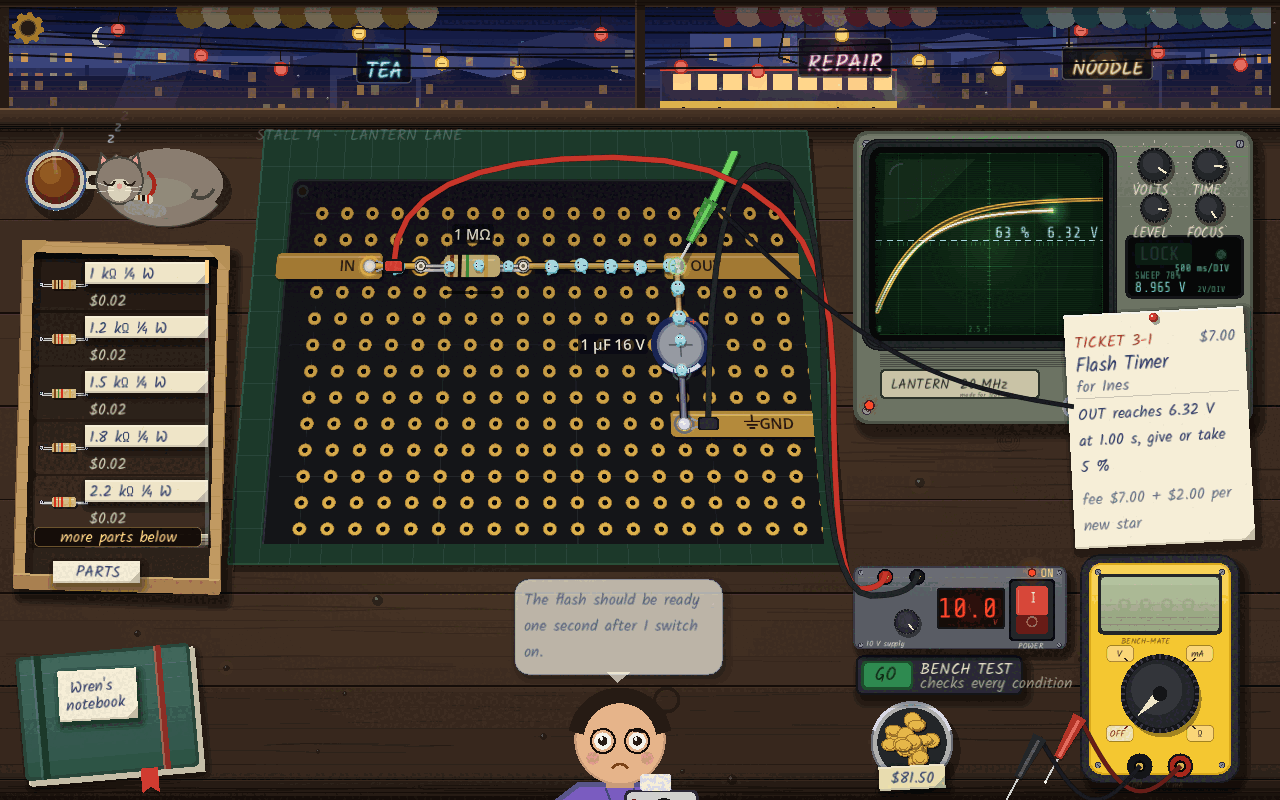 TEA
REPAIR
NOODLE
z
z
z
STALL 14 · LANTERN LANE
1 kΩ ¼ W
$0.02
1.2 kΩ ¼ W
$0.02
1.5 kΩ ¼ W
$0.02
1.8 kΩ ¼ W
$0.02
2.2 kΩ ¼ W
$0.02
more parts below
PARTS
IN
1 MΩ
OUT
1 µF 16 V
GND
63 % 6.32 V
0
2.5 s
VOLTS
TIME
LEVEL
FOCUS
LOCK
500 ms/DIV
SWEEP 78%
8.965 V 2V/DIV
LANTERN 20 MHz
TICKET 3-1 $7.00
Flash Timer
for Ines
OUT reaches 6.32 V
at 1.00 s, give or take
5 %
fee $7.00 + $2.00 per
new star
The flash should be ready
one second after I switch
on.
Wren's
notebook
10.0
V
ON
I
10 V supply
POWER
GO
BENCH TEST
checks every condition
$81.50
BENCH-MATE
V
mA
OFF
Ω